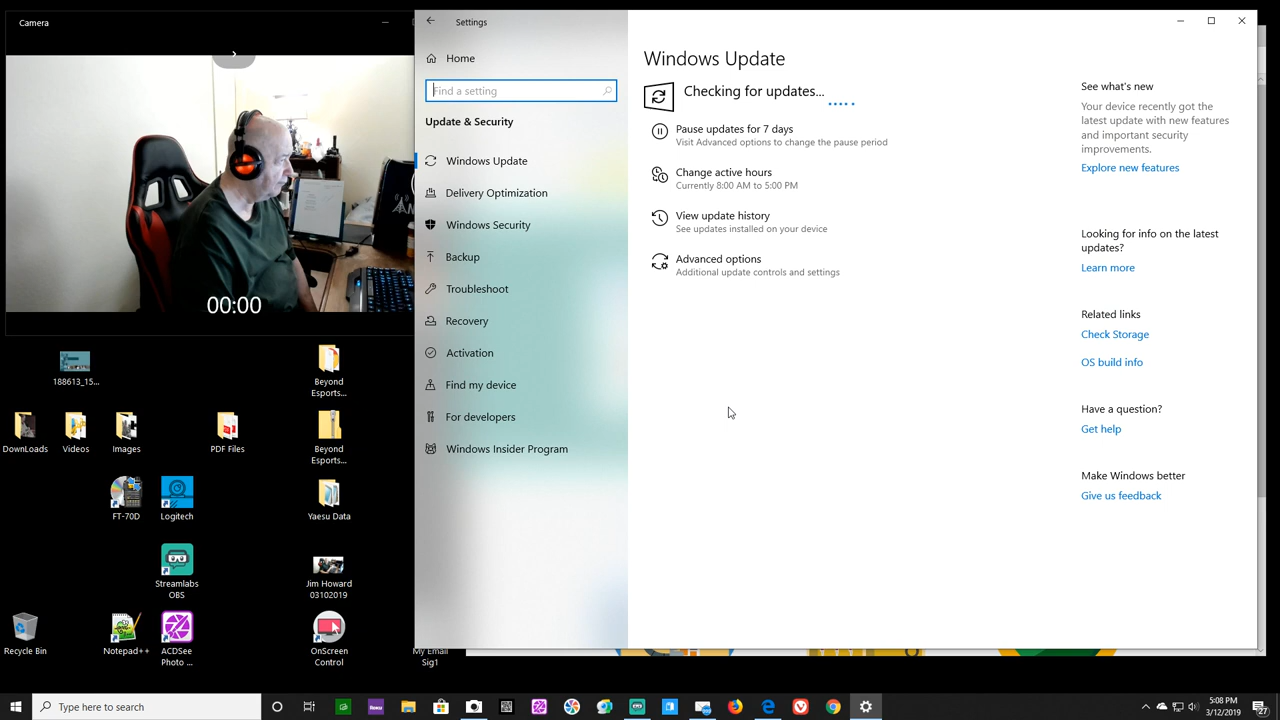 Camera
00:00
188613_15...
Beyond
Esports...
DownLoads
Videos
Images
PDF Files
Beyond
Esports...
FT-70D
Logitech
Yaesu Data
Streamlabs
OBS
Jim Howard
03102019
Recycle Bin
Notepad++
ACDSee
Photo ...
OnScreen
Control
My Email
Sig1
Settings
Home
Find a setting
Update & Security
Windows Update
Delivery Optimization
Windows Security
Backup
Troubleshoot
Recovery
Activation
Find my device
For developers
Windows Insider Program
Windows Update
Checking for updates...
Pause updates for 7 days
Visit Advanced options to change the pause period
Change active hours
Currently 8:00 AM to 5:00 PM
View update history
See updates installed on your device
Advanced options
Additional update controls and settings
See what's new
Your device recently got the
latest update with new features
and important security
improvements.
Explore new features
Looking for info on the latest
updates?
Learn more
Related links
Check Storage
OS build info
Have a question?
Get help
Make Windows better
Give us feedback
Type here to search
Roku
5:08 PM
3/12/2019
27